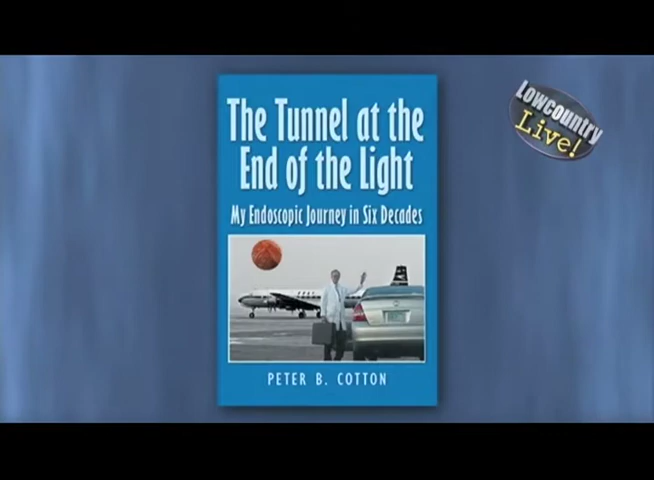 The Tunnel at the
End of the Light
My Endoscopic Journey in Six Decades
PETER B. COTTON
Lowcountry
Live!